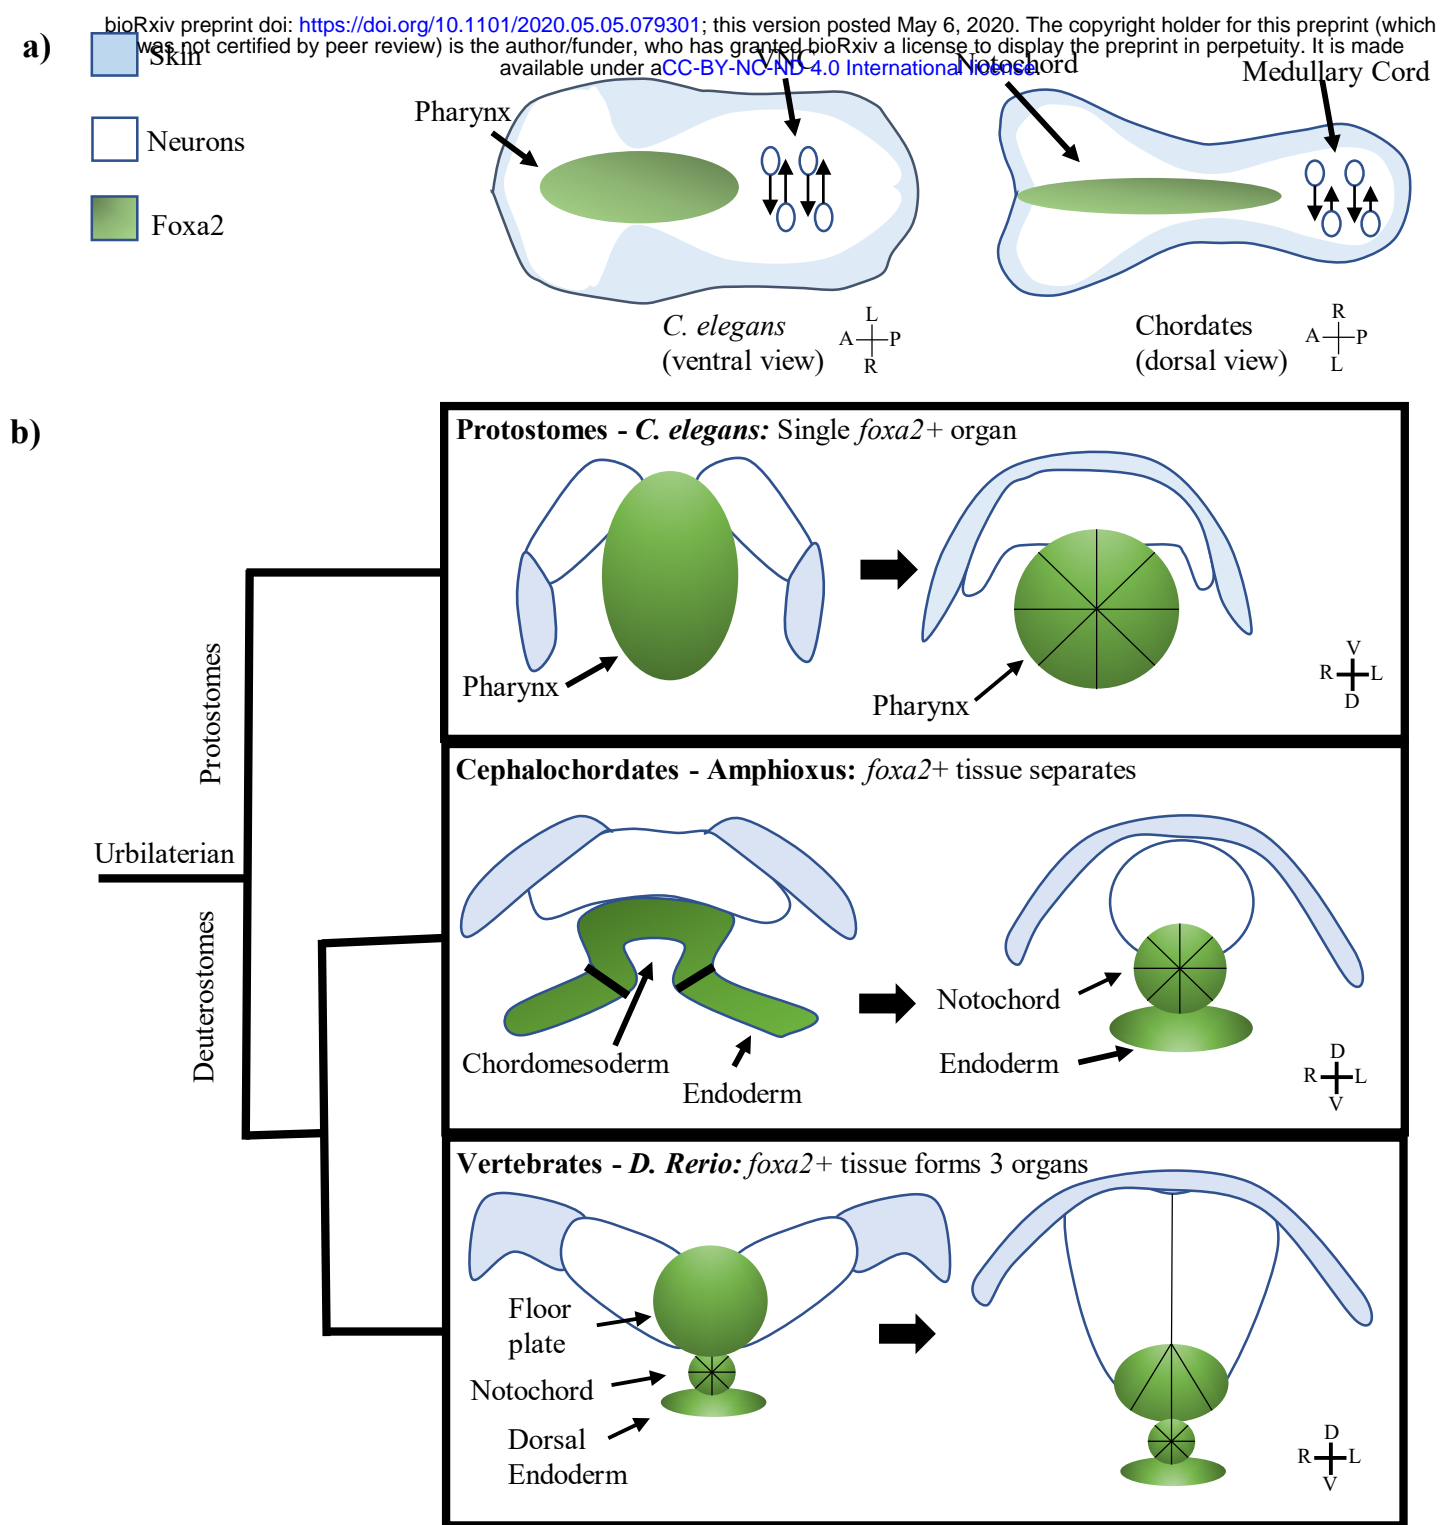 bioRxiv preprint doi: https://doi.org/10.1101/2020.05.05.079301; this version posted May 6, 2020. The copyright holder for this preprint (which
was not certified by peer review) is the author/funder, who has granted bioRxiv a license to display the preprint in perpetuity. It is made
available under aCC-BY-NC-ND 4.0 International license.
a)
Skin
Neurons
Foxa2
Pharynx
VNC
Notochord
Medullary Cord
C. elegans
(ventral view)
L
A P
R
Chordates
(dorsal view)
R
A P
L
b)
Urbilaterian
Protostomes
Deuterostomes
Protostomes - C. elegans: Single foxa2+ organ
Pharynx
Pharynx
V
R L
D
Cephalochordates - Amphioxus: foxa2+ tissue separates
Chordomesoderm
Endoderm
Notochord
Endoderm
D
R L
V
Vertebrates - D. Rerio: foxa2+ tissue forms 3 organs
Floor
plate
Notochord
Dorsal
Endoderm
D
R L
V